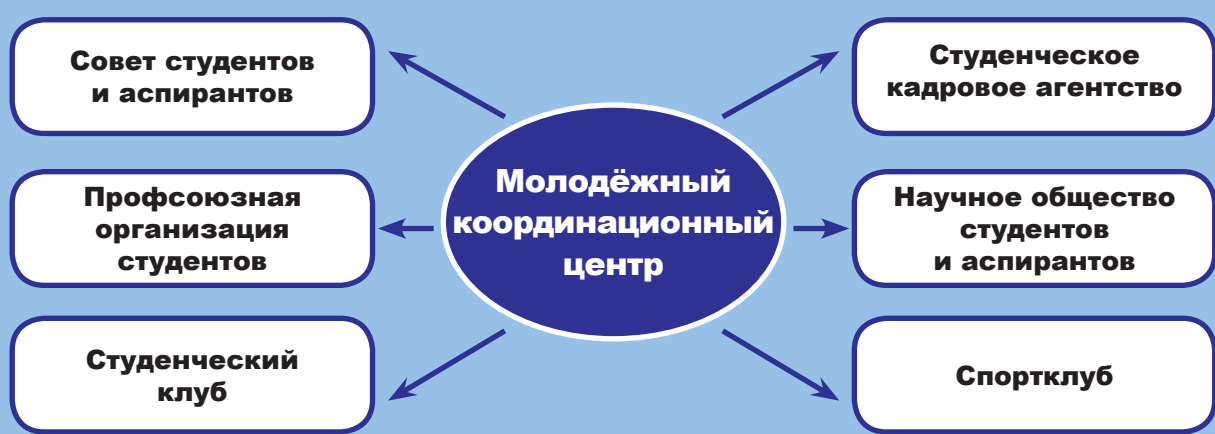 Совет студентов
и аспирантов
Профсоюзная
организация
студентов
Студенческий
клуб
Молодёжный
координационный
центр
Студенческое
кадровое агентство
Научное общество
студентов
и аспирантов
Спортклуб